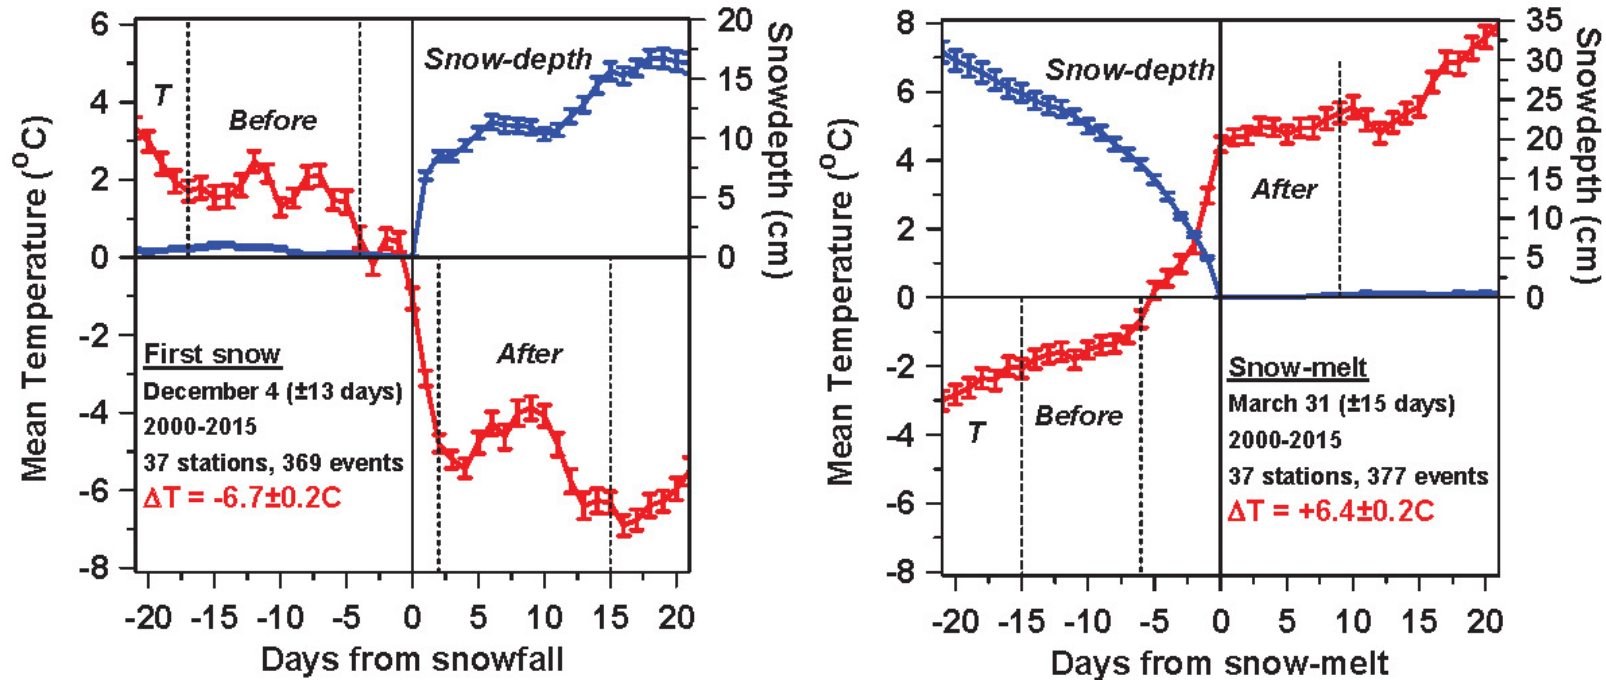 6
4
2
0
-2
-4
-6
-8
Mean Temperature (°C)
20
15
10
5
0
Snowdepth (cm)
T
Before
Snow-depth
After
First snow
December 4 (±13 days)
2000-2015
37 stations, 369 events
ΔT = -6.7±0.2C
-20 -15 -10 -5 0 5 10 15 20
Days from snowfall
8
6
4
2
0
-2
-4
-6
-8
Mean Temperature (°C)
35
30
25
20
15
10
5
0
Snowdepth (cm)
Snow-depth
After
T
Before
Snow-melt
March 31 (±15 days)
2000-2015
37 stations, 377 events
ΔT = +6.4±0.2C
-20 -15 -10 -5 0 5 10 15 20
Days from snow-melt